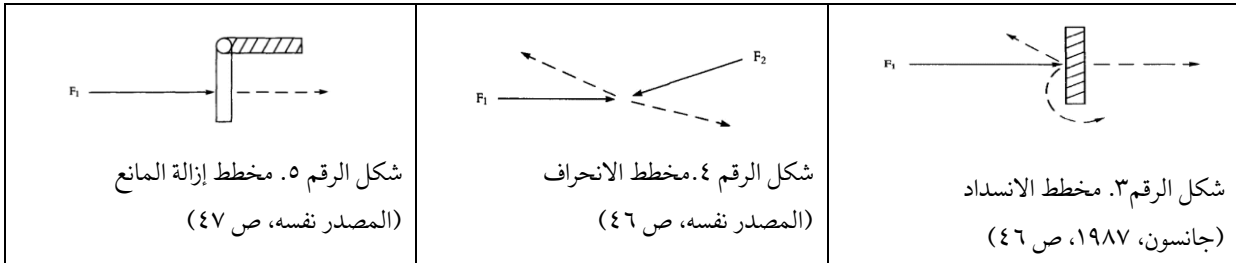 F₁
شكل الرقم٣. مخطط الانسداد
(جانسون، ١٩٨٧، ص ٤٦)
F₁
F₂
شكل الرقم ٤.مخطط الانحراف
(المصدر نفسه، ص ٤٦)
F₁
شكل الرقم ٥. مخطط إزالة المانع
(المصدر نفسه، ص ٤٧)